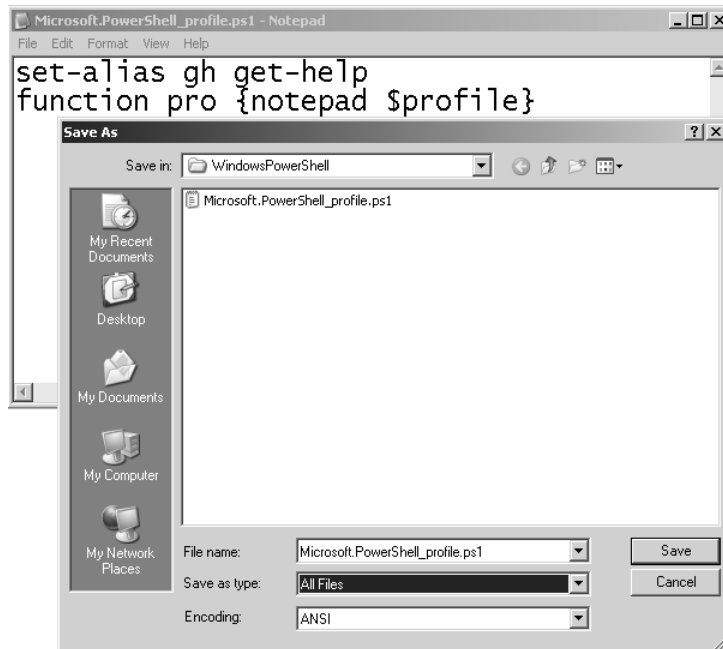 Microsoft.PowerShell_profile.ps1 - Notepad
File Edit Format View Help
set-alias gh get-help
function pro {notepad $profile}
Save As
Save in: WindowsPowerShell
Microsoft.PowerShell_profile.ps1
My Recent
Documents
Desktop
My Documents
My Computer
My Network
Places
File name: Microsoft.PowerShell_profile.ps1 Save
Save as type: All Files Cancel
Encoding: ANSI